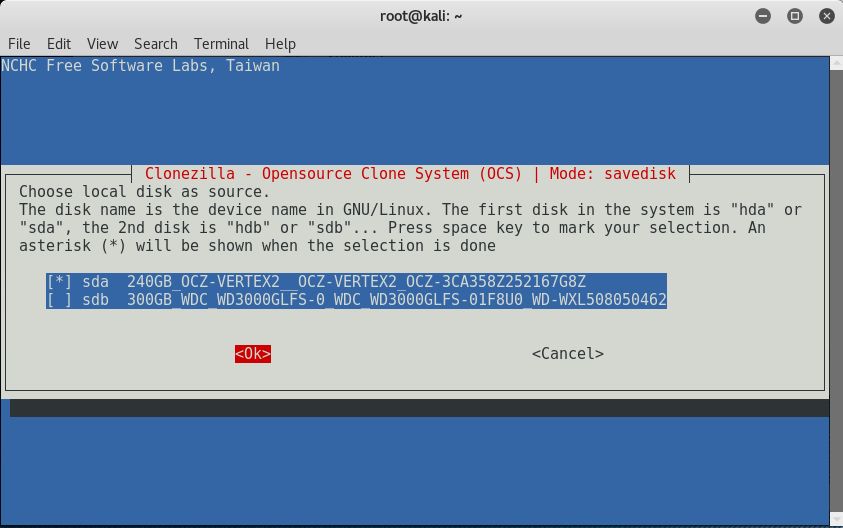 root@kali: ~
File Edit View Search Terminal Help
NCHC Free Software Labs, Taiwan
Clonezilla - Opensource Clone System (OCS) | Mode: savedisk
Choose local disk as source.
The disk name is the device name in GNU/Linux. The first disk in the system is "hda" or
"sda", the 2nd disk is "hdb" or "sdb"... Press space key to mark your selection. An
asterisk (*) will be shown when the selection is done
[*] sda 240GB_OCZ-VERTEX2__OCZ-VERTEX2_OCZ-3CA358Z252167G8Z
[ ] sdb 300GB_WDC_WD3000GLFS-0_WDC_WD3000GLFS-01F8U0_WD-WXL508050462
<Ok> <Cancel>